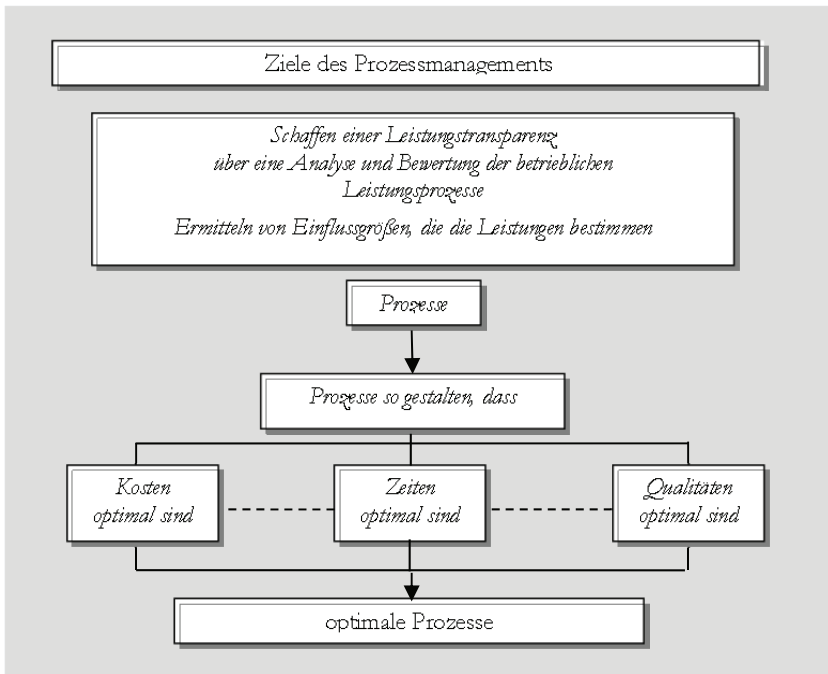 Ziele des Prozessmanagements
Schaffen einer Leistungstransparenz
über eine Analyse und Bewertung der betrieblichen
Leistungsprozesse
Ermitteln von Einflussgrößen, die die Leistungen bestimmen
Prozesse
Prozesse so gestalten, dass
Kosten
optimal sind
Zeiten
optimal sind
Qualitäten
optimal sind
optimale Prozesse